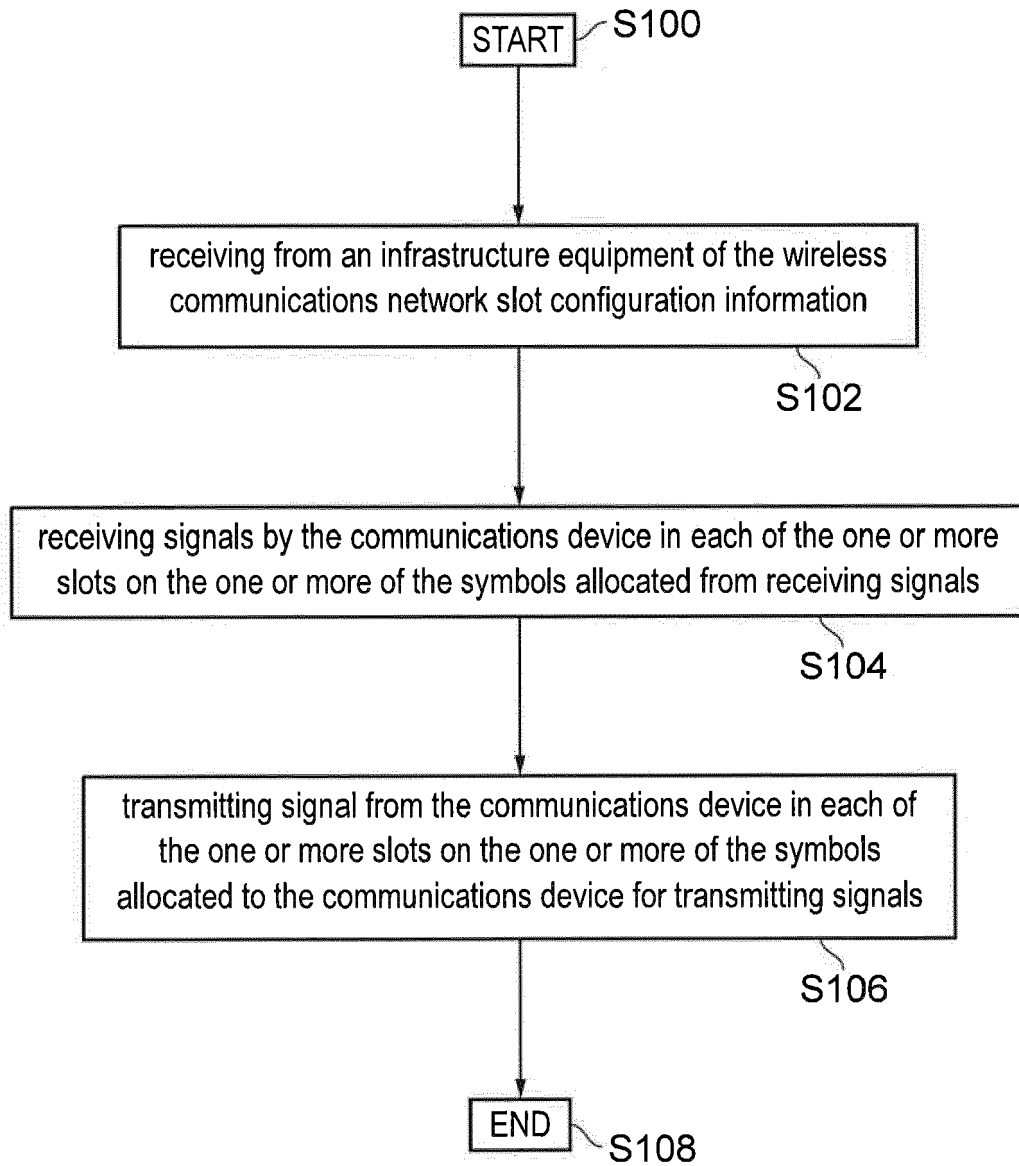 START
S100
receiving from an infrastructure equipment of the wireless
communications network slot configuration information
S102
receiving signals by the communications device in each of the one or more
slots on the one or more of the symbols allocated from receiving signals
S104
transmitting signal from the communications device in each of
the one or more slots on the one or more of the symbols
allocated to the communications device for transmitting signals
S106
END
S108